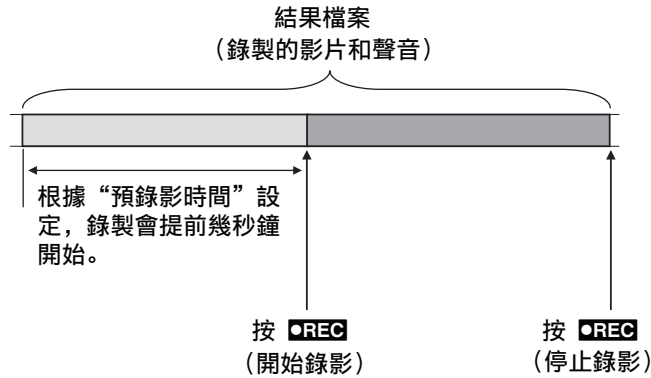 結果檔案
（錄製的影片和聲音）
根據“預錄影時間”設
定，錄製會提前幾秒鐘
開始。
按 ●REC
（開始錄影）
按 ●REC
（停止錄影）